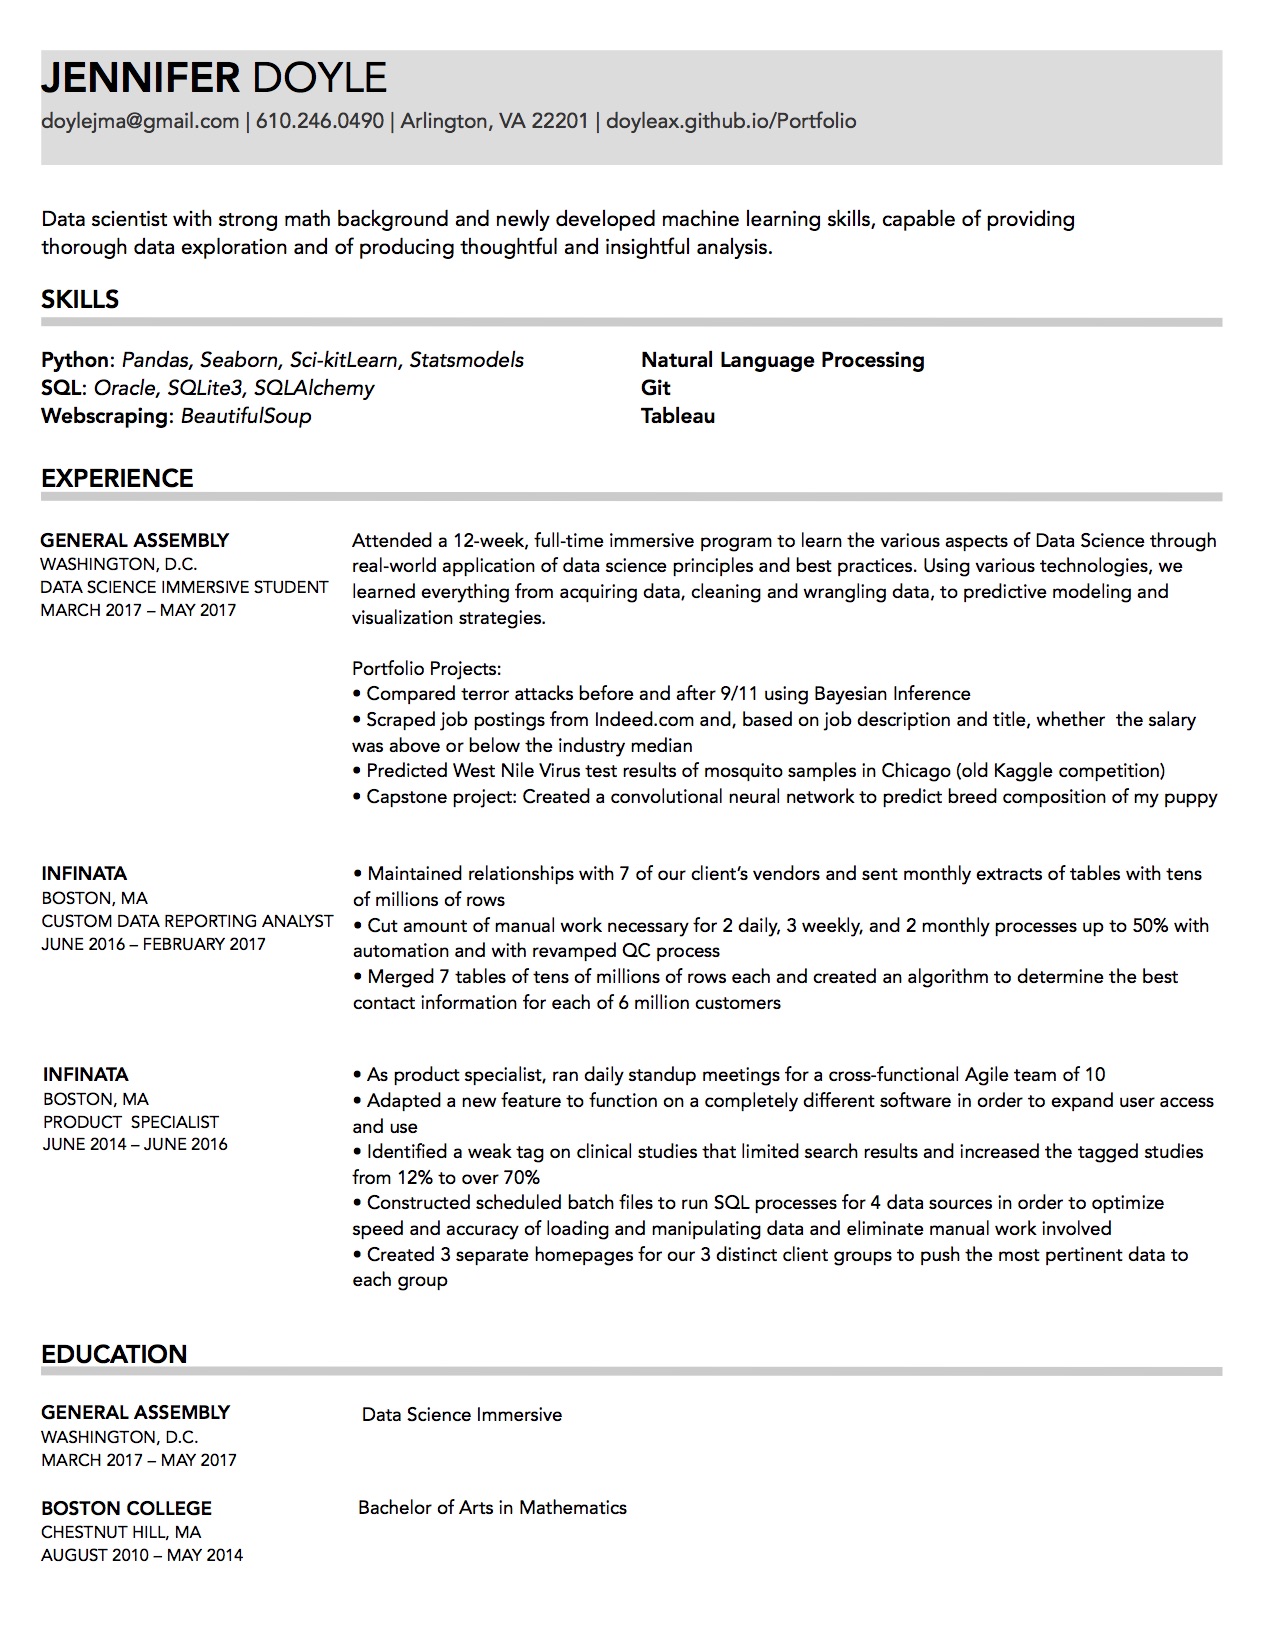 JENNIFER DOYLE
doylejma@gmail.com | 610.246.0490 | Arlington, VA 22201 | doyleax.github.io/Portfolio
Data scientist with strong math background and newly developed machine learning skills, capable of providing
thorough data exploration and of producing thoughtful and insightful analysis.
SKILLS
Python: Pandas, Seaborn, Sci-kitLearn, Statsmodels
SQL: Oracle, SQLite3, SQLAlchemy
Webscraping: BeautifulSoup
Natural Language Processing
Git
Tableau
EXPERIENCE
GENERAL ASSEMBLY
WASHINGTON, D.C.
DATA SCIENCE IMMERSIVE STUDENT
MARCH 2017 – MAY 2017
Attended a 12-week, full-time immersive program to learn the various aspects of Data Science through
real-world application of data science principles and best practices. Using various technologies, we
learned everything from acquiring data, cleaning and wrangling data, to predictive modeling and
visualization strategies.
Portfolio Projects:
• Compared terror attacks before and after 9/11 using Bayesian Inference
• Scraped job postings from Indeed.com and, based on job description and title, whether  the salary
was above or below the industry median
• Predicted West Nile Virus test results of mosquito samples in Chicago (old Kaggle competition)
• Capstone project: Created a convolutional neural network to predict breed composition of my puppy
INFINATA
BOSTON, MA
CUSTOM DATA REPORTING ANALYST
JUNE 2016 – FEBRUARY 2017
• Maintained relationships with 7 of our client’s vendors and sent monthly extracts of tables with tens
of millions of rows
• Cut amount of manual work necessary for 2 daily, 3 weekly, and 2 monthly processes up to 50% with
automation and with revamped QC process
• Merged 7 tables of tens of millions of rows each and created an algorithm to determine the best
contact information for each of 6 million customers
INFINATA
BOSTON, MA
PRODUCT  SPECIALIST
JUNE 2014 – JUNE 2016
• As product specialist, ran daily standup meetings for a cross-functional Agile team of 10
• Adapted a new feature to function on a completely different software in order to expand user access
and use
• Identified a weak tag on clinical studies that limited search results and increased the tagged studies
from 12% to over 70%
• Constructed scheduled batch files to run SQL processes for 4 data sources in order to optimize
speed and accuracy of loading and manipulating data and eliminate manual work involved
• Created 3 separate homepages for our 3 distinct client groups to push the most pertinent data to
each group
EDUCATION
GENERAL ASSEMBLY
WASHINGTON, D.C.
MARCH 2017 – MAY 2017
Data Science Immersive
BOSTON COLLEGE
CHESTNUT HILL, MA
AUGUST 2010 – MAY 2014
Bachelor of Arts in Mathematics